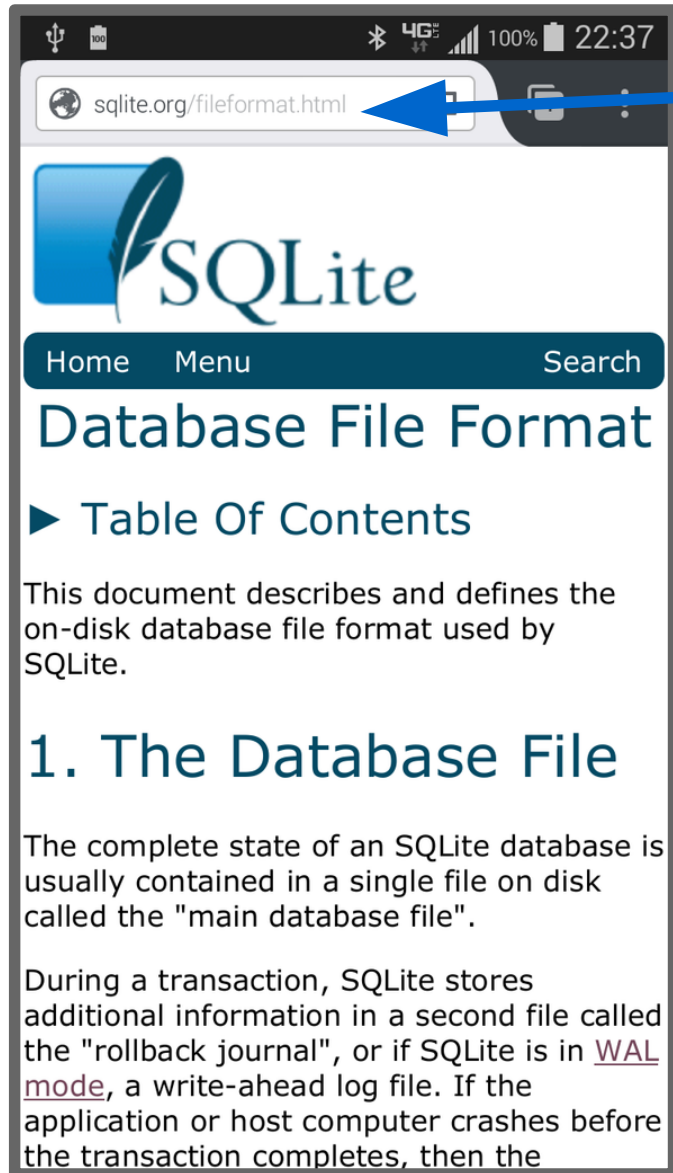 100 4G LTE 100% 22:37
sqlite.org/fileformat.html
SQLite
Home Menu Search
Database File Format
► Table Of Contents
This document describes and defines the
on-disk database file format used by
SQLite.
1. The Database File
The complete state of an SQLite database is
usually contained in a single file on disk
called the "main database file".
During a transaction, SQLite stores
additional information in a second file called
the "rollback journal", or if SQLite is in WAL
mode, a write-ahead log file. If the
application or host computer crashes before
the transaction completes, then the